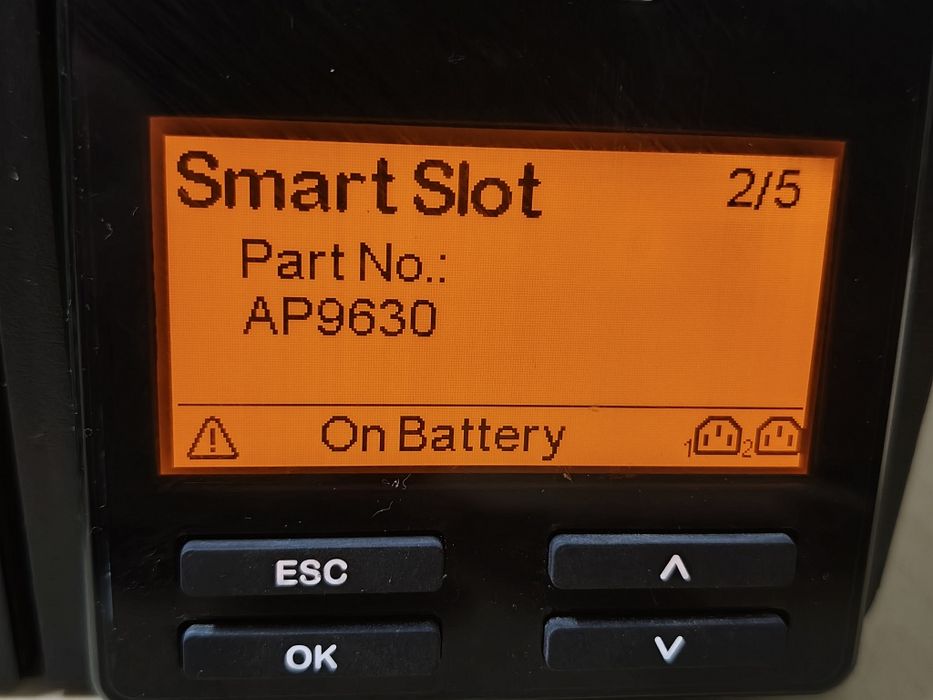 Smart Slot 2/5
Part No.:
AP9630
On Battery 1 2
ESC
OK